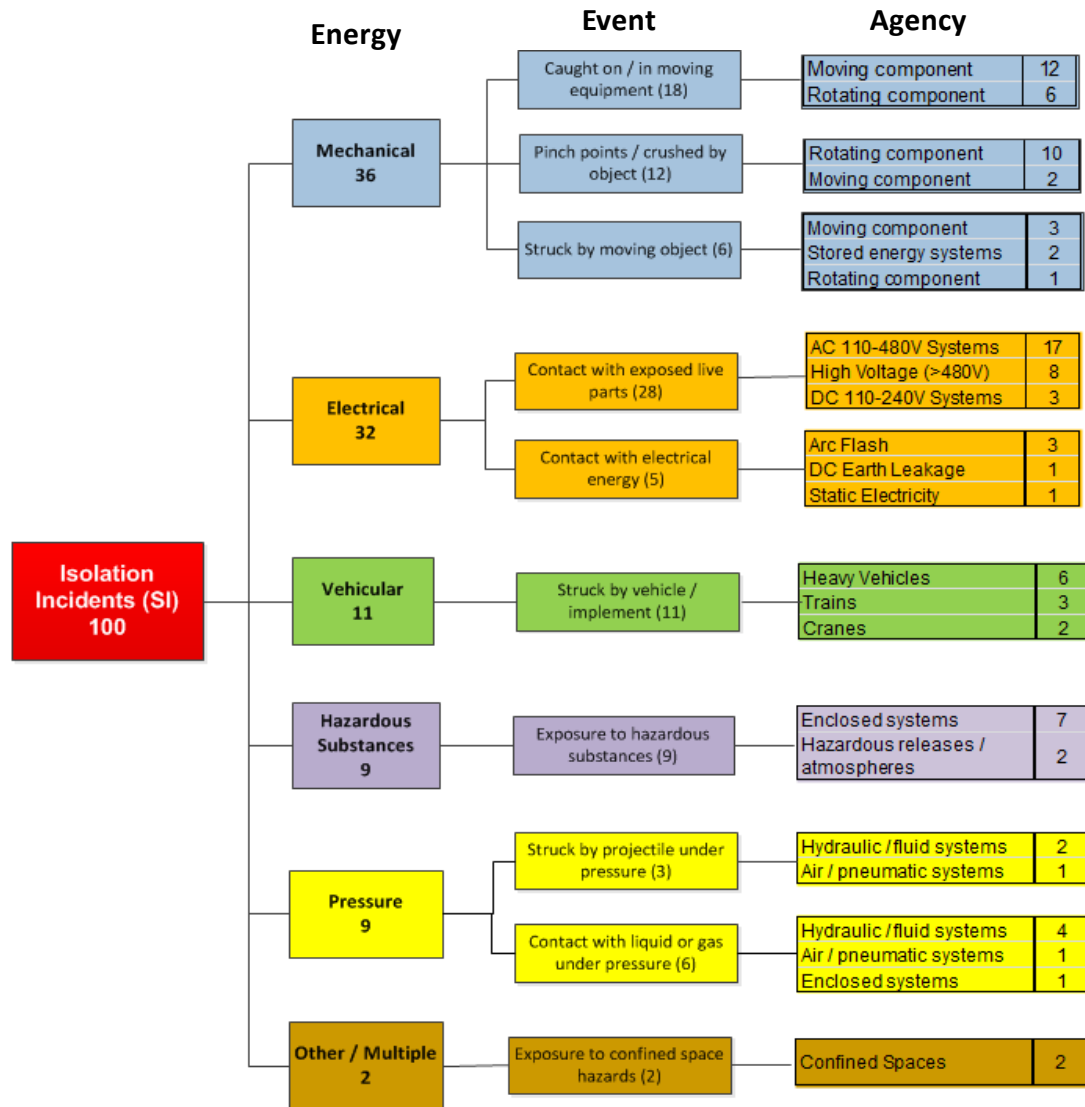 Energy
Event
Agency
Isolation
Incidents (SI)
100
Mechanical
36
Caught on / in moving
equipment (18)
Moving component 12
Rotating component 6
Pinch points / crushed by
object (12)
Rotating component 10
Moving component 2
Struck by moving object (6)
Moving component 3
Stored energy systems 2
Rotating component 1
Electrical
32
Contact with exposed live
parts (28)
AC 110-480V Systems 17
High Voltage (>480V) 8
DC 110-240V Systems 3
Contact with electrical
energy (5)
Arc Flash 3
DC Earth Leakage 1
Static Electricity 1
Vehicular
11
Struck by vehicle /
implement (11)
Heavy Vehicles 6
Trains 3
Cranes 2
Hazardous
Substances
9
Exposure to hazardous
substances (9)
Enclosed systems 7
Hazardous releases /
atmospheres 2
Pressure
9
Struck by projectile under
pressure (3)
Hydraulic / fluid systems 2
Air / pneumatic systems 1
Contact with liquid or gas
under pressure (6)
Hydraulic / fluid systems 4
Air / pneumatic systems 1
Enclosed systems 1
Other / Multiple
2
Exposure to confined space
hazards (2)
Confined Spaces 2